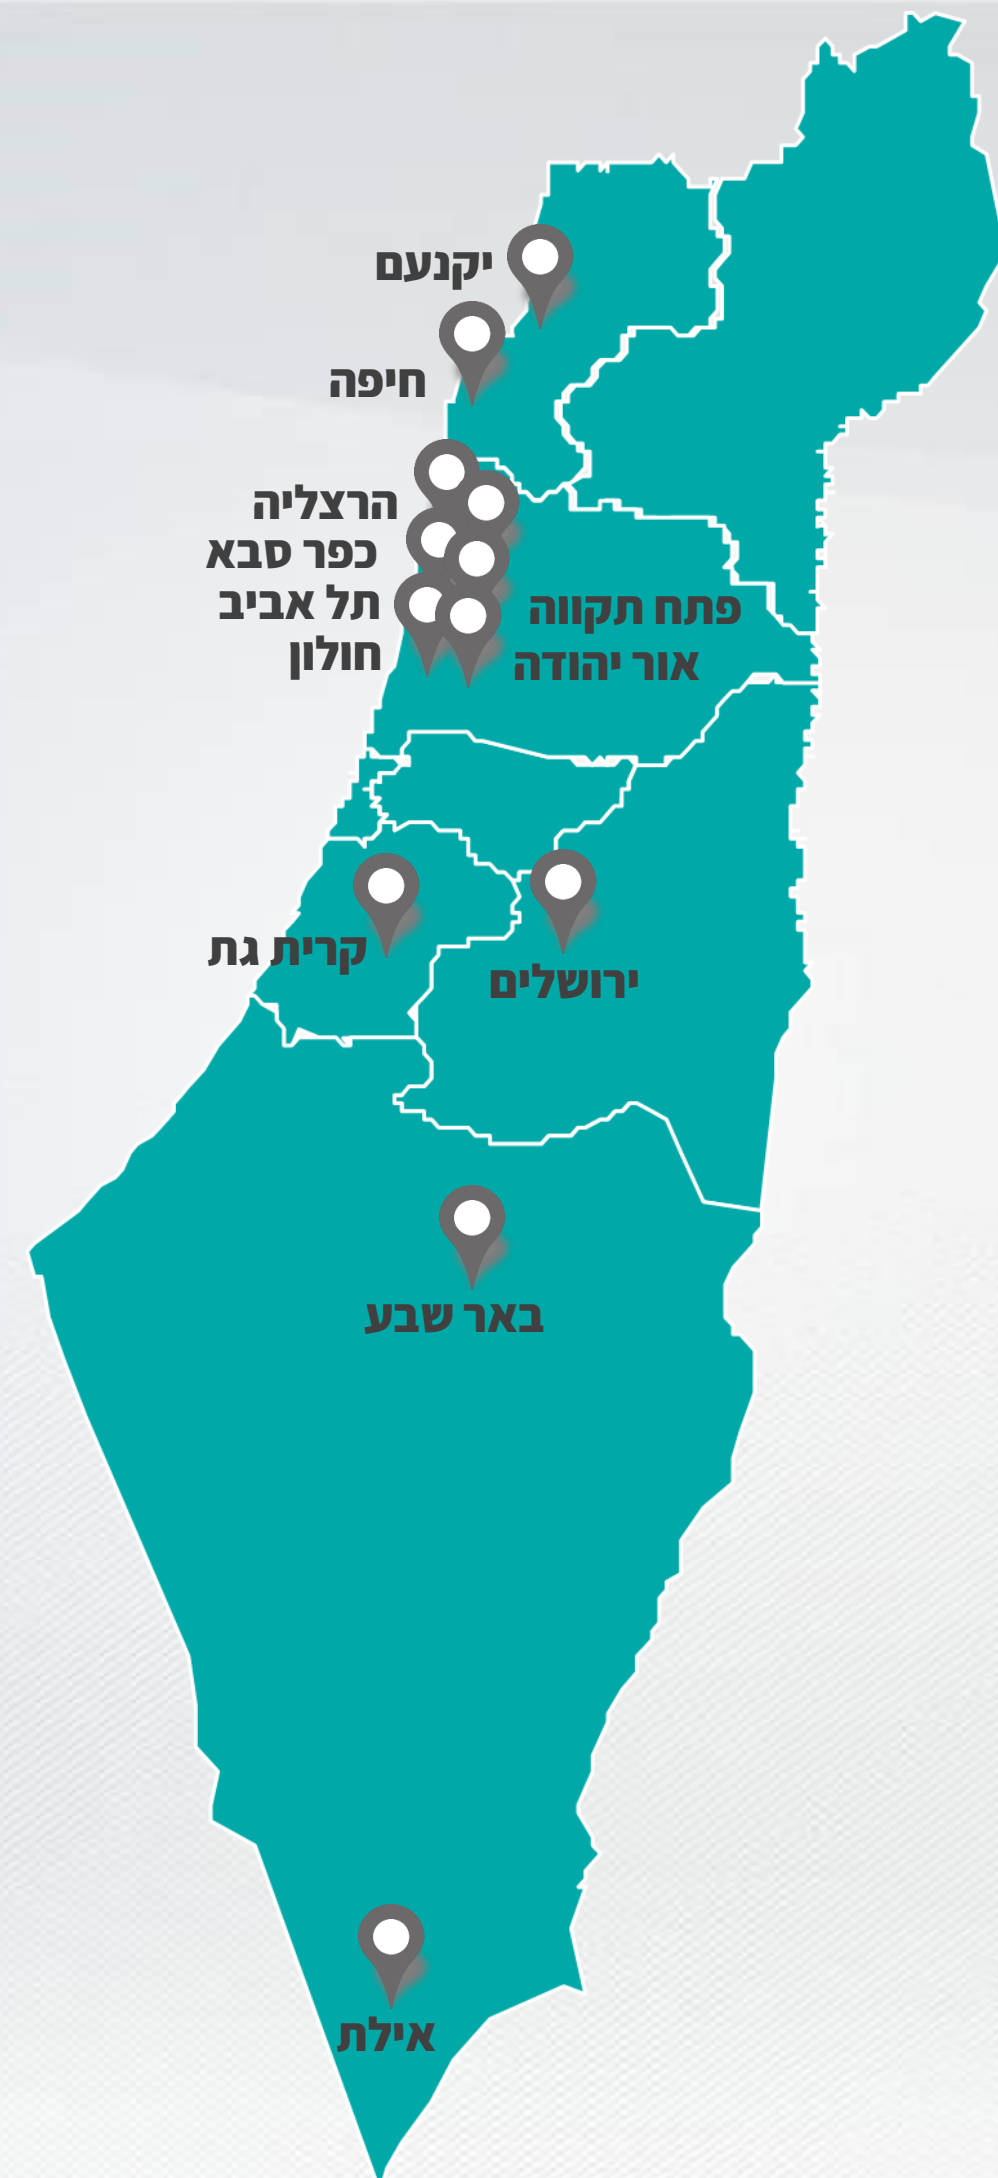 יקנעם
חיפה
הרצליה
כפר סבא
תל אביב
פתח תקווה
חולון
אור יהודה
קרית גת
ירושלים
באר שבע
אילת